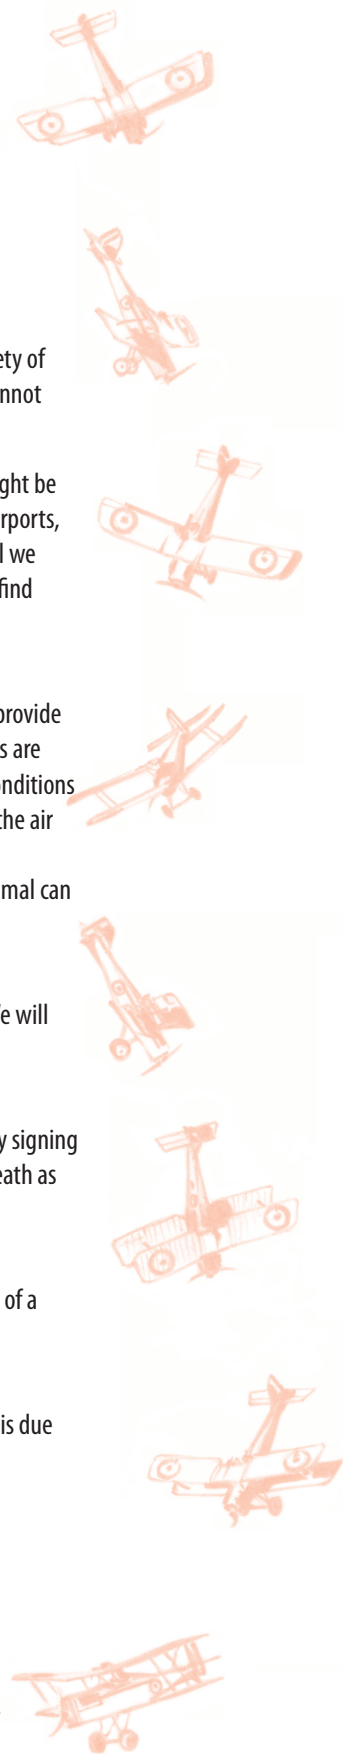 ety of
nnot
ght be
rports,
l we
find
provide
s are
onditions
the air
mal can
e will
y signing
eath as
of a
is due